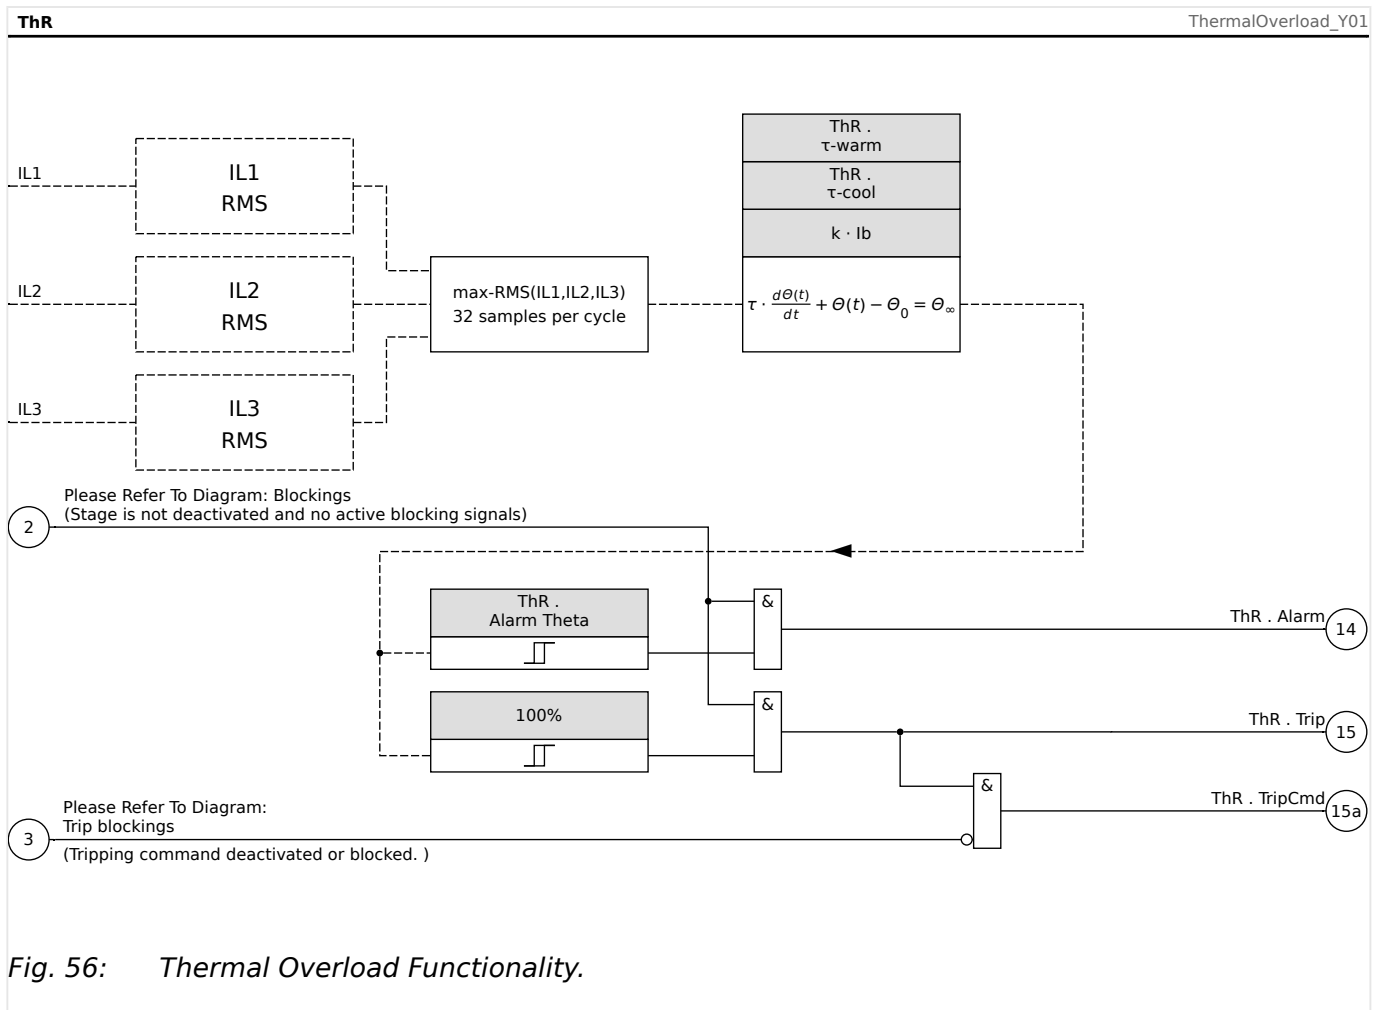 ThR
ThermalOverload_Y01
IL1
IL1
RMS
IL2
IL2
RMS
IL3
IL3
RMS
max-RMS(IL1,IL2,IL3)
32 samples per cycle
ThR .
τ-warm
ThR .
τ-cool
k · Ib
τ · dΘ(t)/dt + Θ(t) − Θ₀ = Θ∞
2
Please Refer To Diagram: Blockings
(Stage is not deactivated and no active blocking signals)
ThR .
Alarm Theta
&
ThR . Alarm
14
100%
&
ThR . Trip
15
&
ThR . TripCmd
15a
3
Please Refer To Diagram:
Trip blockings
(Tripping command deactivated or blocked. )
Fig. 56: Thermal Overload Functionality.